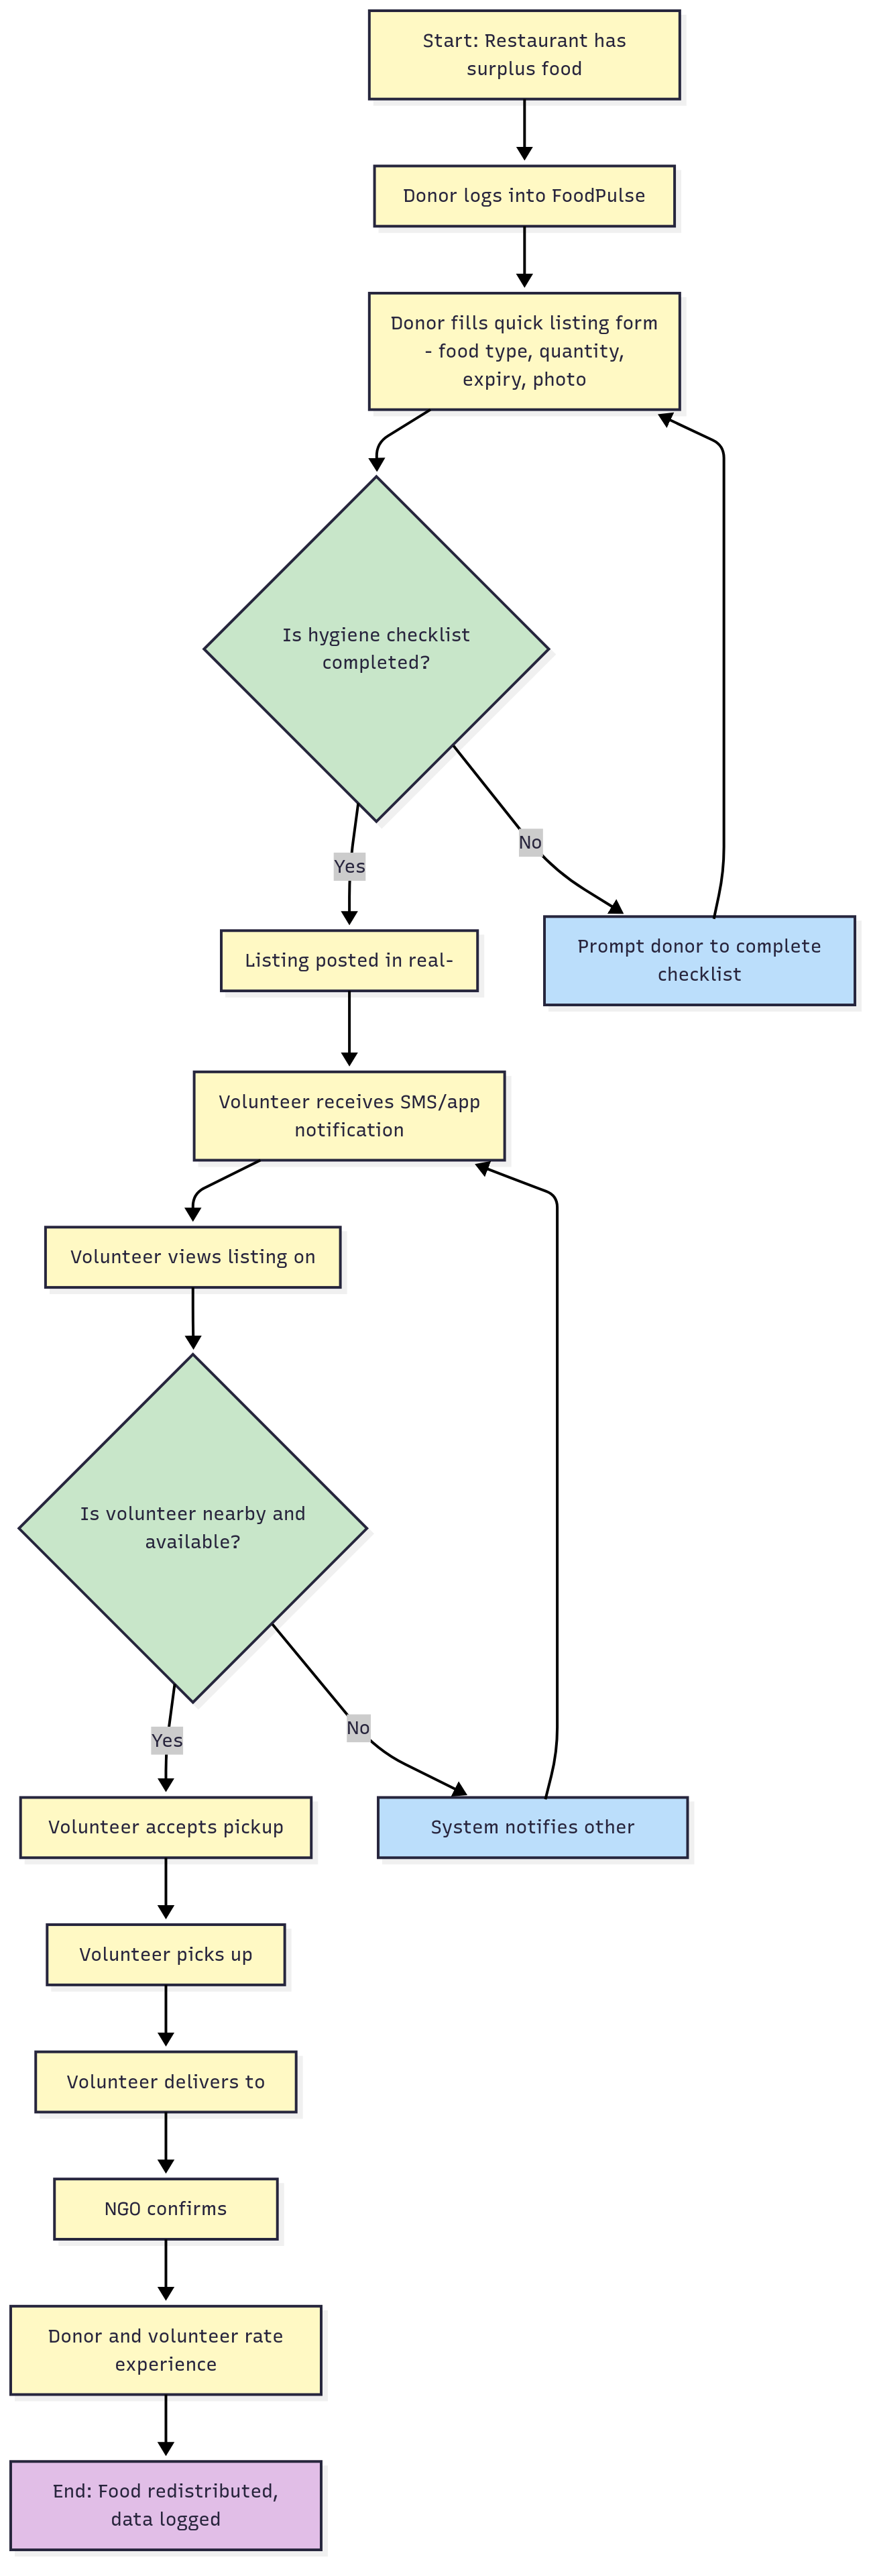 Start: Restaurant has
surplus food
Donor logs into FoodPulse
Donor fills quick listing form
- food type, quantity,
expiry, photo
Is hygiene checklist
completed?
No
Yes
Prompt donor to complete
checklist
Listing posted in real-
Volunteer receives SMS/app
notification
Volunteer views listing on
Is volunteer nearby and
available?
No
Yes
Volunteer accepts pickup
System notifies other
Volunteer picks up
Volunteer delivers to
NGO confirms
Donor and volunteer rate
experience
End: Food redistributed,
data logged